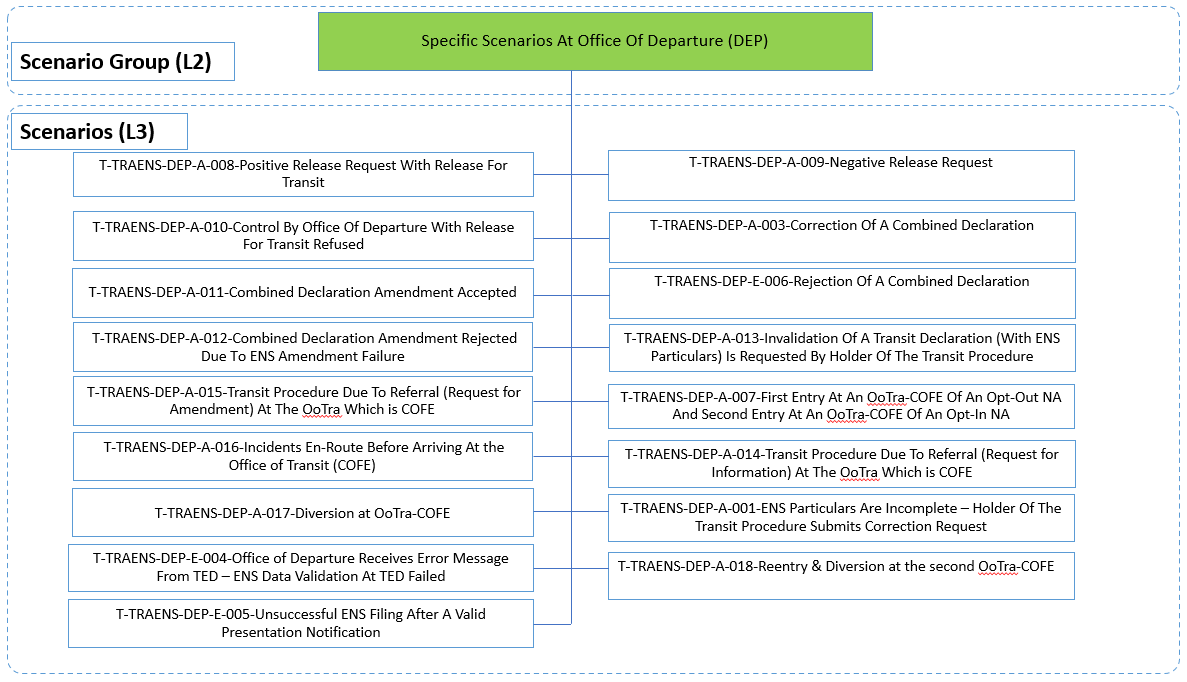 Specific Scenarios At Office Of Departure (DEP)
Scenario Group (L2)
Scenarios (L3)
T-TRAENS-DEP-A-008-Positive Release Request With Release For
Transit
T-TRAENS-DEP-A-009-Negative Release Request
T-TRAENS-DEP-A-010-Control By Office Of Departure With Release
For Transit Refused
T-TRAENS-DEP-A-003-Correction Of A Combined Declaration
T-TRAENS-DEP-A-011-Combined Declaration Amendment Accepted
T-TRAENS-DEP-E-006-Rejection Of A Combined Declaration
T-TRAENS-DEP-A-012-Combined Declaration Amendment Rejected
Due To ENS Amendment Failure
T-TRAENS-DEP-A-013-Invalidation Of A Transit Declaration (With ENS
Particulars) Is Requested By Holder Of The Transit Procedure
T-TRAENS-DEP-A-015-Transit Procedure Due To Referral (Request for
Amendment) At The OoTra Which is COFE
T-TRAENS-DEP-A-007-First Entry At An OoTra-COFE Of An Opt-Out NA
And Second Entry At An OoTra-COFE Of An Opt-In NA
T-TRAENS-DEP-A-016-Incidents En-Route Before Arriving At the
Office of Transit (COFE)
T-TRAENS-DEP-A-014-Transit Procedure Due To Referral (Request for
Information) At The OoTra Which is COFE
T-TRAENS-DEP-A-017-Diversion at OoTra-COFE
T-TRAENS-DEP-A-001-ENS Particulars Are Incomplete – Holder Of The
Transit Procedure Submits Correction Request
T-TRAENS-DEP-E-004-Office of Departure Receives Error Message
From TED – ENS Data Validation At TED Failed
T-TRAENS-DEP-A-018-Reentry & Diversion at the second OoTra-COFE
T-TRAENS-DEP-E-005-Unsuccessful ENS Filing After A Valid
Presentation Notification